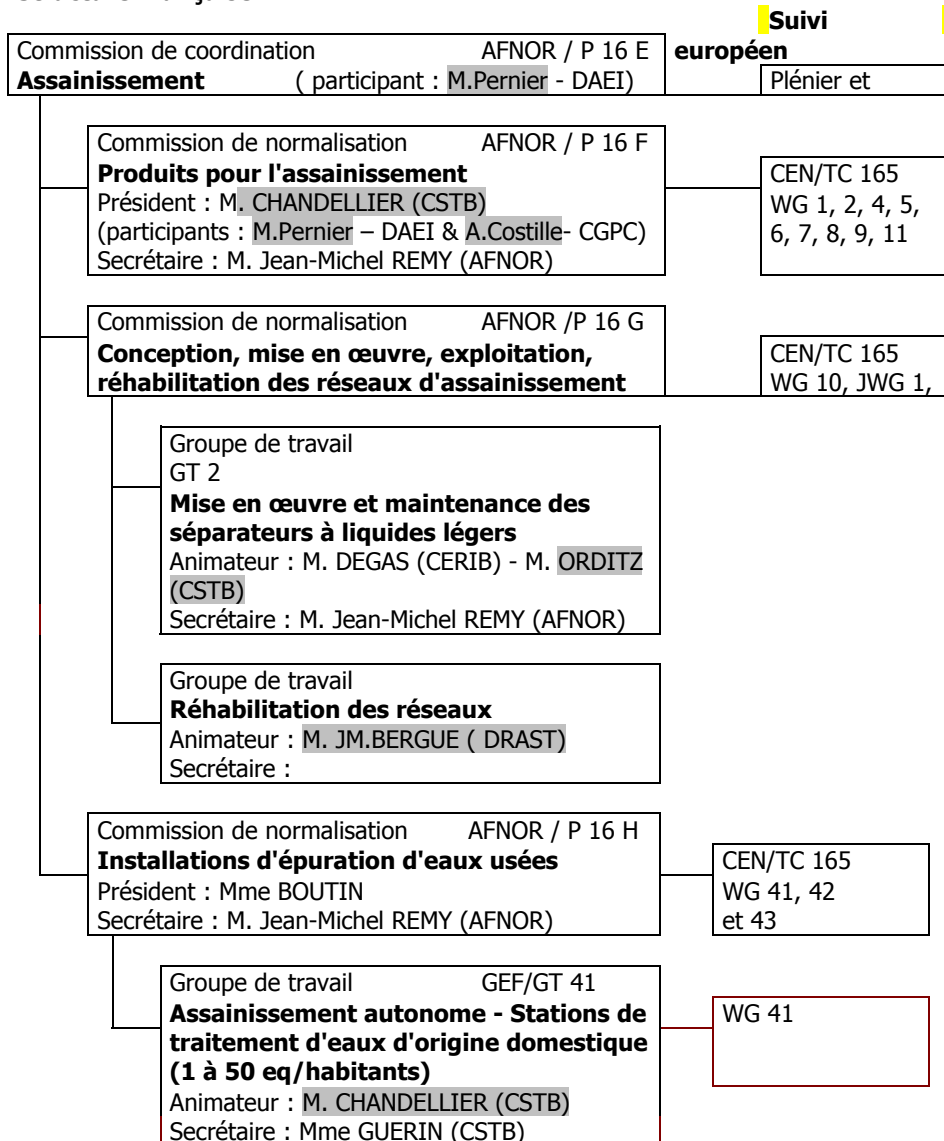 Suivi
européen
Commission de coordination AFNOR / P 16 E
Assainissement ( participant : M.Pernier - DAEI)
Plénier et
Commission de normalisation AFNOR / P 16 F
Produits pour l'assainissement
Président : M. CHANDELLIER (CSTB)
(participants : M.Pernier – DAEI & A.Costille- CGPC)
Secrétaire : M. Jean-Michel REMY (AFNOR)
CEN/TC 165
WG 1, 2, 4, 5,
6, 7, 8, 9, 11
Commission de normalisation AFNOR /P 16 G
Conception, mise en œuvre, exploitation,
réhabilitation des réseaux d'assainissement
CEN/TC 165
WG 10, JWG 1,
Groupe de travail
GT 2
Mise en œuvre et maintenance des
séparateurs à liquides légers
Animateur : M. DEGAS (CERIB) - M. ORDITZ
(CSTB)
Secrétaire : M. Jean-Michel REMY (AFNOR)
Groupe de travail
Réhabilitation des réseaux
Animateur : M. JM.BERGUE ( DRAST)
Secrétaire :
Commission de normalisation AFNOR / P 16 H
Installations d'épuration d'eaux usées
Président : Mme BOUTIN
Secrétaire : M. Jean-Michel REMY (AFNOR)
CEN/TC 165
WG 41, 42
et 43
Groupe de travail GEF/GT 41
Assainissement autonome - Stations de
traitement d'eaux d'origine domestique
(1 à 50 eq/habitants)
Animateur : M. CHANDELLIER (CSTB)
Secrétaire : Mme GUERIN (CSTB)
WG 41